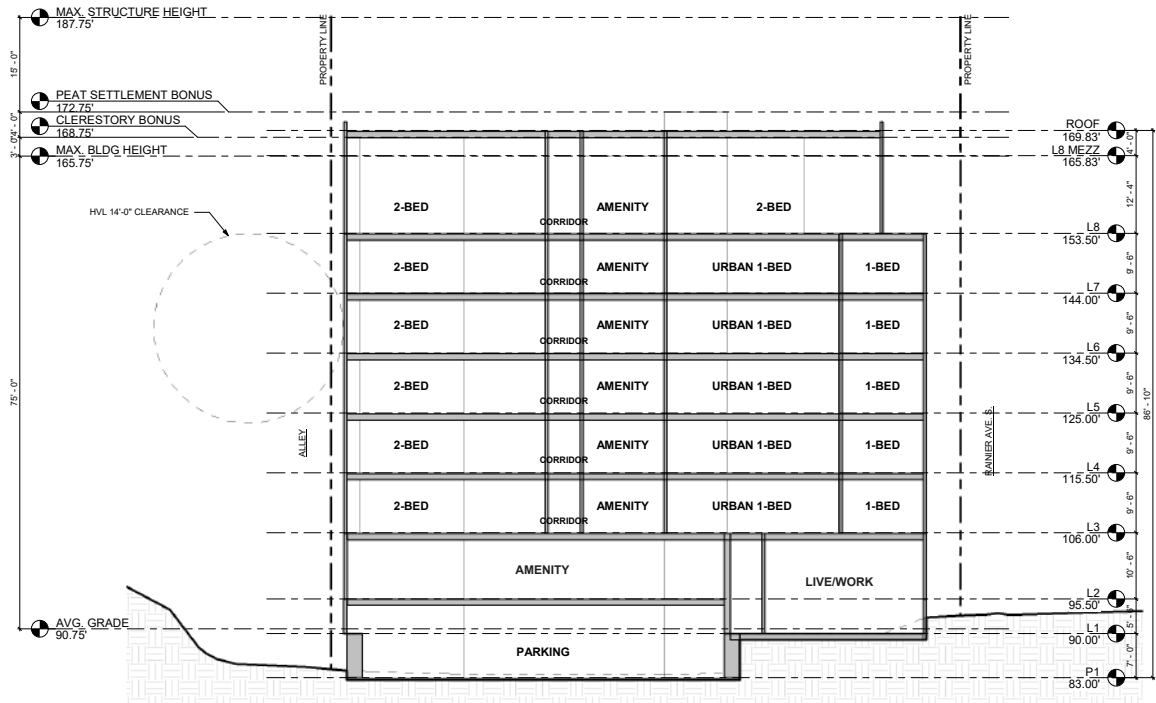 MAX. STRUCTURE HEIGHT
187.75'
15' - 0"
PEAT SETTLEMENT BONUS
172.75'
4' - 0"
CLERESTORY BONUS
168.75'
3' - 0"
MAX. BLDG HEIGHT
165.75'
HVL 14'-0" CLEARANCE
75' - 0"
ALLEY
AVG. GRADE
90.75'
PROPERTY LINE
PROPERTY LINE
2-BED
CORRIDOR
AMENITY
2-BED
2-BED
CORRIDOR
AMENITY
URBAN 1-BED
1-BED
2-BED
CORRIDOR
AMENITY
URBAN 1-BED
1-BED
2-BED
CORRIDOR
AMENITY
URBAN 1-BED
1-BED
2-BED
CORRIDOR
AMENITY
URBAN 1-BED
1-BED
2-BED
CORRIDOR
AMENITY
URBAN 1-BED
1-BED
AMENITY
LIVE/WORK
PARKING
RAINIER AVE. S.
ROOF
169.83'
4' - 0"
L8 MEZZ
165.83'
12' - 4"
L8
153.50'
9' - 6"
L7
144.00'
9' - 6"
L6
134.50'
9' - 6"
L5
125.00'
9' - 6"
L4
115.50'
9' - 6"
L3
106.00'
10' - 6"
L2
95.50'
5' - 6"
L1
90.00'
7' - 0"
P1
83.00'
86' - 10"